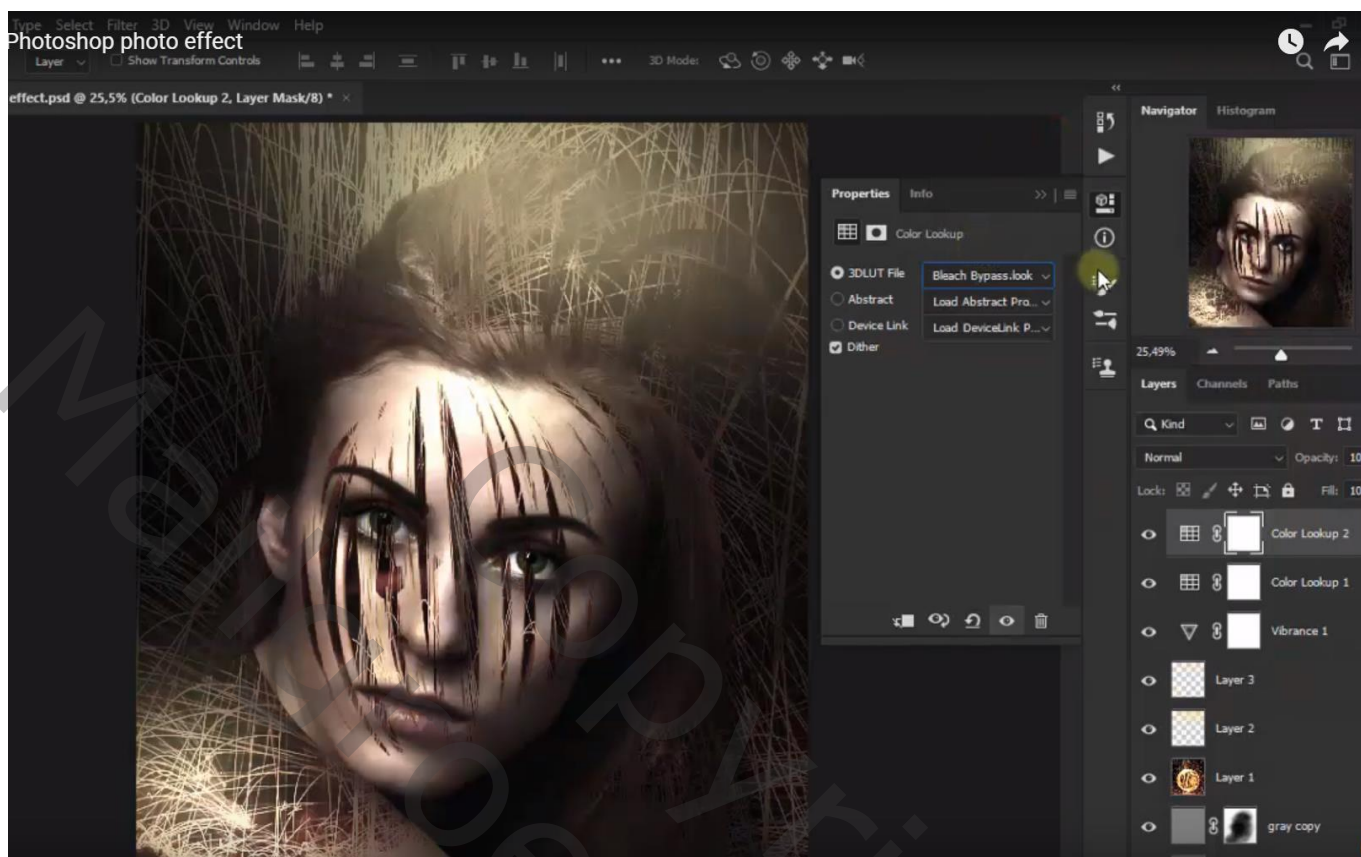 Type Select Filter 3D View Window Help
Photoshop photo effect
Layer Show Transform Controls 3D Mode:
effect.psd @ 25,5% (Color Lookup 2, Layer Mask/8) * ×
Navigator Histogram
Properties Info
Color Lookup
3DLUT File Bleach Bypass.look
Abstract Load Abstract Pro...
Device Link Load DeviceLink P...
Dither
25,49%
Layers Channels Paths
Kind
Normal Opacity: 10
Lock: Fill: 10
Color Lookup 2
Color Lookup 1
Vibrance 1
Layer 3
Layer 2
Layer 1
gray copy